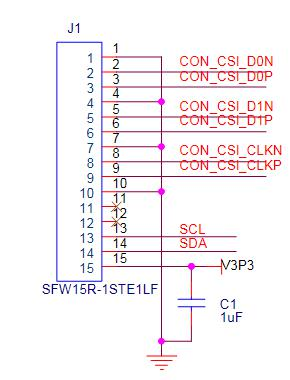 J1
1 1
2 2 CON_CSI_D0N
3 3 CON_CSI_D0P
4 4
5 5 CON_CSI_D1N
6 6 CON_CSI_D1P
7 7
8 8 CON_CSI_CLKN
9 9 CON_CSI_CLKP
10 10
11 11
12 12
13 13 SCL
14 14 SDA
15 15 V3P3
SFW15R-1STE1LF
C1
1uF